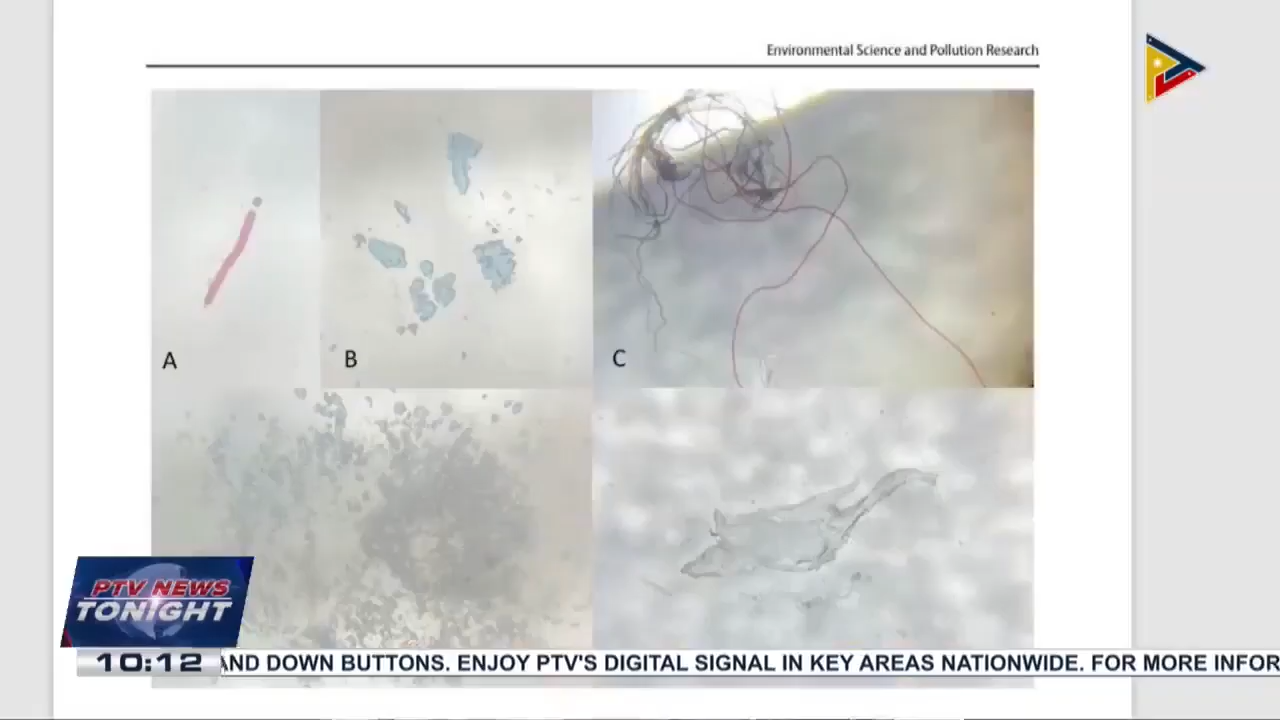 Environmental Science and Pollution Research
A
B
C
PTV NEWS
TONIGHT
10:12
AND DOWN BUTTONS. ENJOY PTV'S DIGITAL SIGNAL IN KEY AREAS NATIONWIDE. FOR MORE INFOR